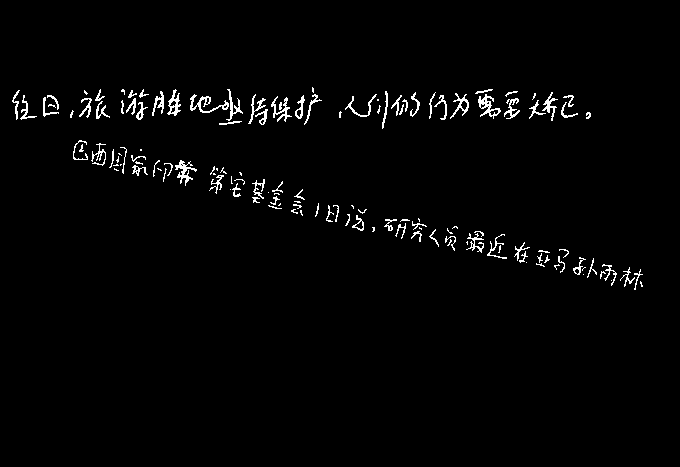 往日,旅游胜地亟待保护,人们的行为需要矫正。
巴西国家印第安基金会1日说,研究人员最近在亚马孙雨林